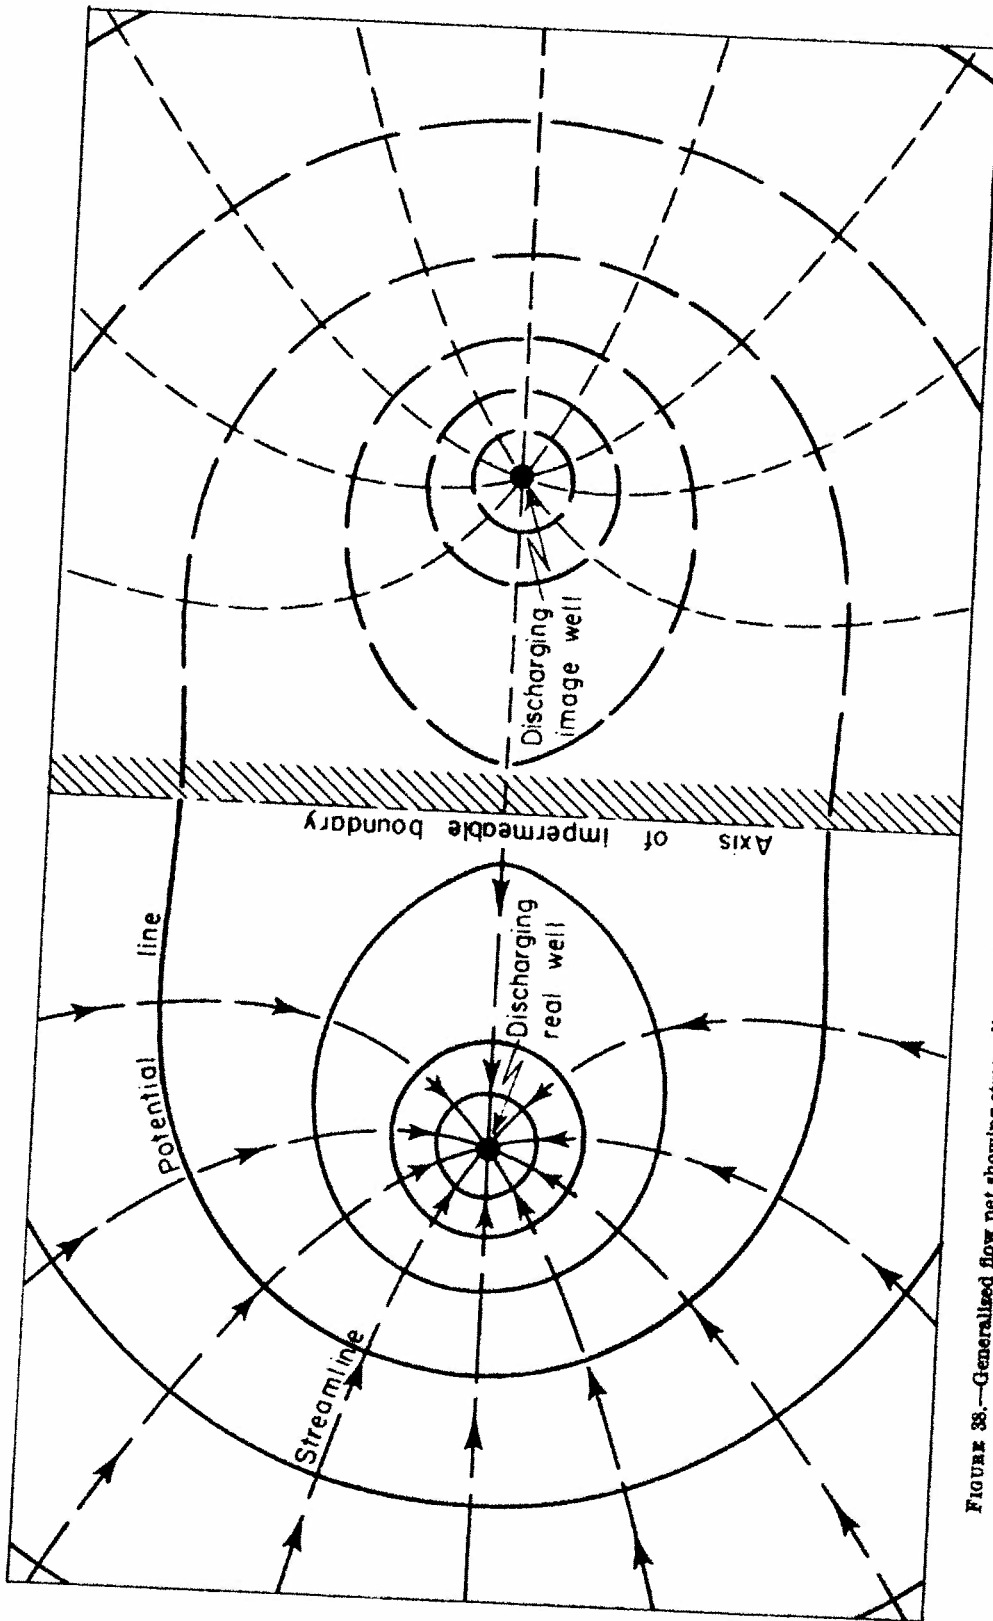 Potential line
Streamline
Discharging
real well
Axis of impermeable boundary
Discharging
image well
FIGURE 38.—Generalized flow net showing